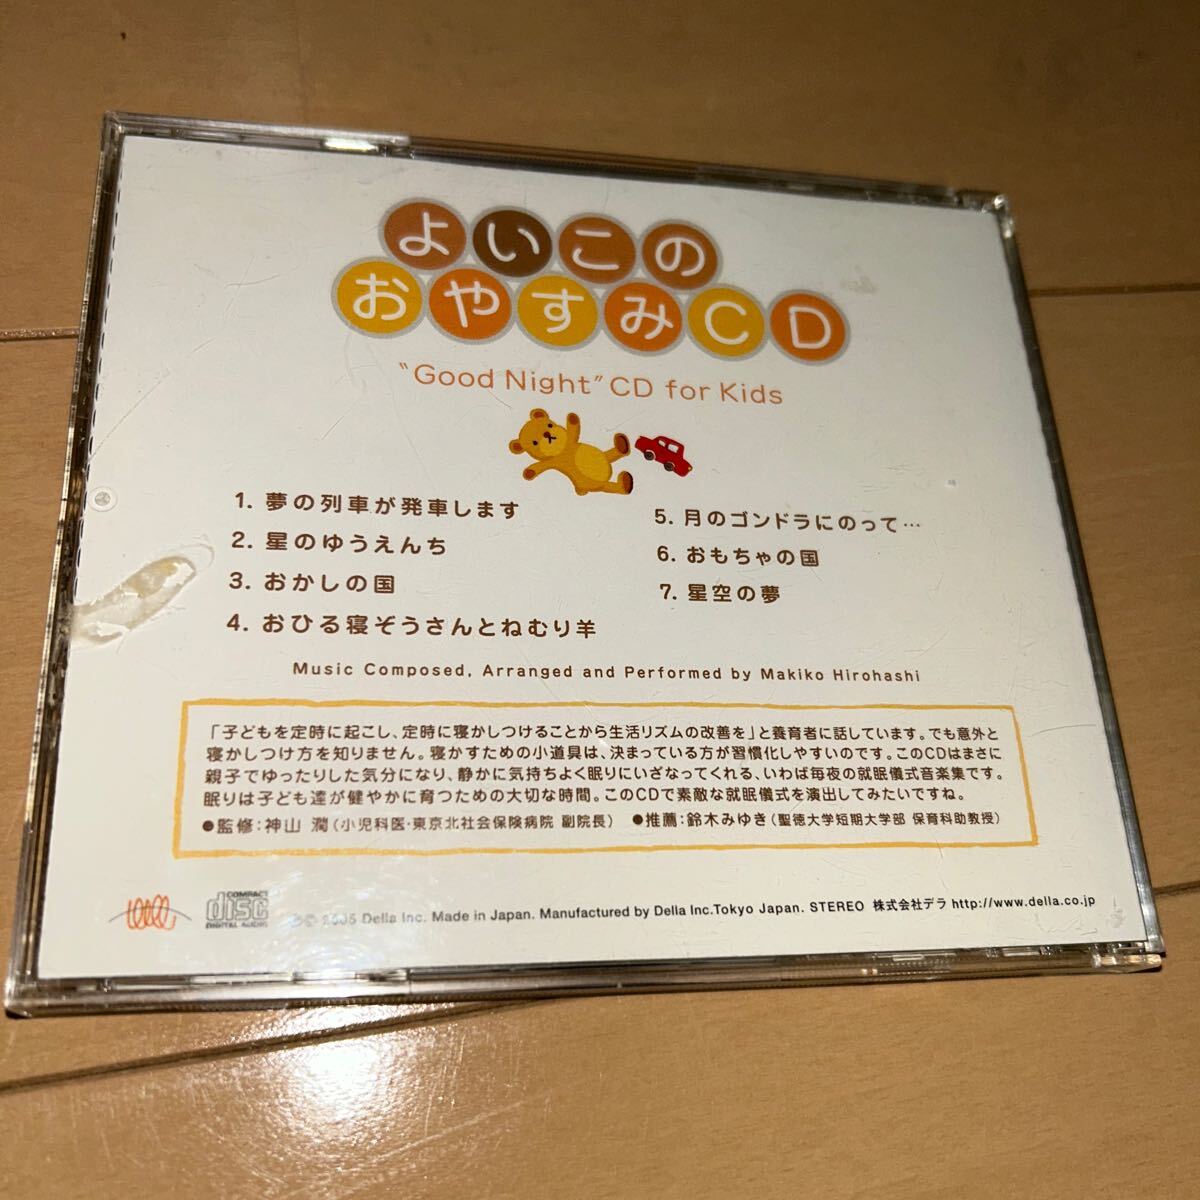 よいこの
おやすみCD
"Good Night" CD for Kids
1. 夢の列車が発車します
2. 星のゆうえんち
3. おかしの国
4. おひる寝ぞうさんとねむり羊
5. 月のゴンドラにのって…
6. おもちゃの国
7. 星空の夢
Music Composed, Arranged and Performed by Makiko Hirohashi
「子どもを定時に起こし、定時に寝かしつけることから生活リズムの改善を」と養育者に話しています。でも意外と
寝かしつけ方を知りません。寝かすための小道具は、決まっている方が習慣化しやすいのです。このCDはまさに
親子でゆったりした気分になり、静かに気持ちよく眠りにいざなってくれる、いわば毎夜の就眠儀式音楽集です。
眠りは子ども達が健やかに育つための大切な時間。このCDで素敵な就眠儀式を演出してみたいですね。
●監修:神山 潤(小児科医・東京北社会保険病院 副院長) ●推薦:鈴木みゆき(聖徳大学短期大学部 保育科助教授)
COMPACT
disc
DIGITAL AUDIO
℗© 2005 Della Inc. Made in Japan. Manufactured by Della Inc.Tokyo Japan. STEREO 株式会社デラ http://www.della.co.jp